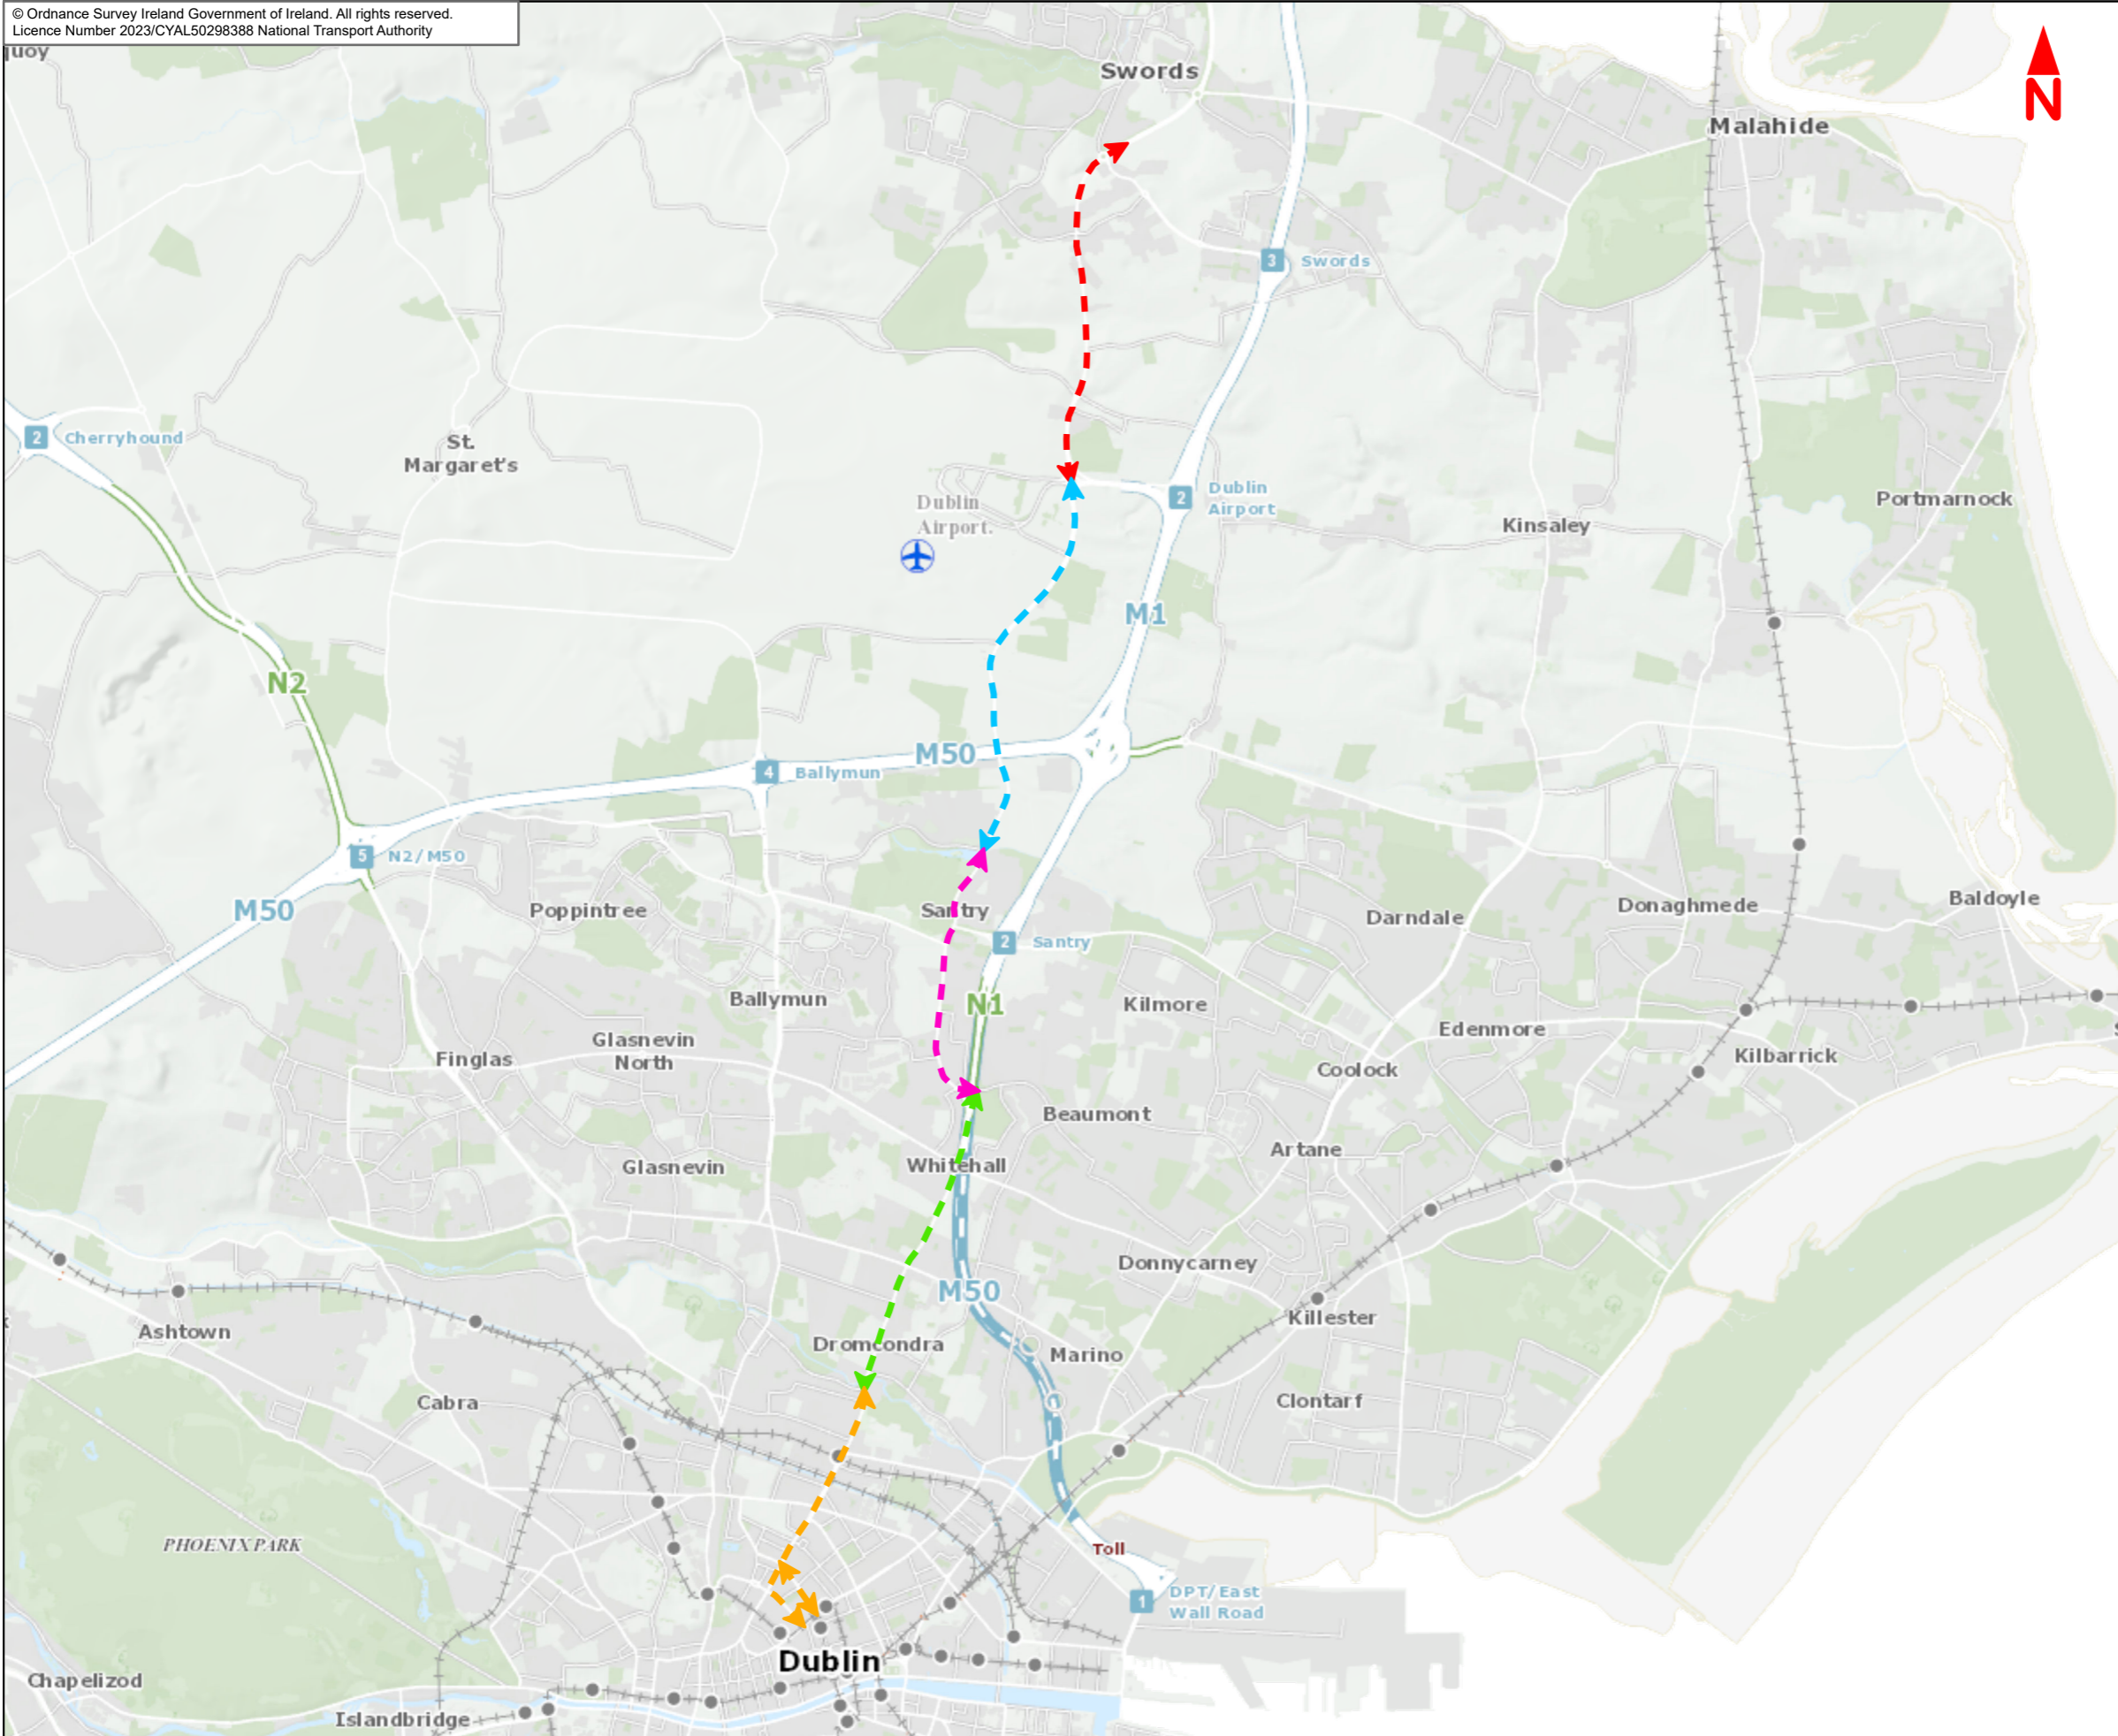 © Ordnance Survey Ireland Government of Ireland. All rights reserved.
Licence Number 2023/CYAL50298388 National Transport Authority
Swords
N
Malahide
3 Swords
2 Cherryhound
St.
Margaret's
Dublin
Airport.
2 Dublin
Airport
Portmarnock
Kinsaley
M1
N2
M50
4 Ballymun
5 N2/M50
M50
Poppintree
Santry
Darndale
Donaghmede
Baldoyle
2 Santry
Ballymun
N1
Kilmore
Edenmore
Glasnevin
North
Finglas
Coolock
Kilbarrick
Beaumont
Artane
Glasnevin
Whitehall
Donnycarney
M50
Ashtown
Dromcondra
Marino
Killester
Cabra
Clontarf
PHOENIX PARK
Toll
1 DPT/East
Wall Road
Dublin
Chapelizod
Islandbridge